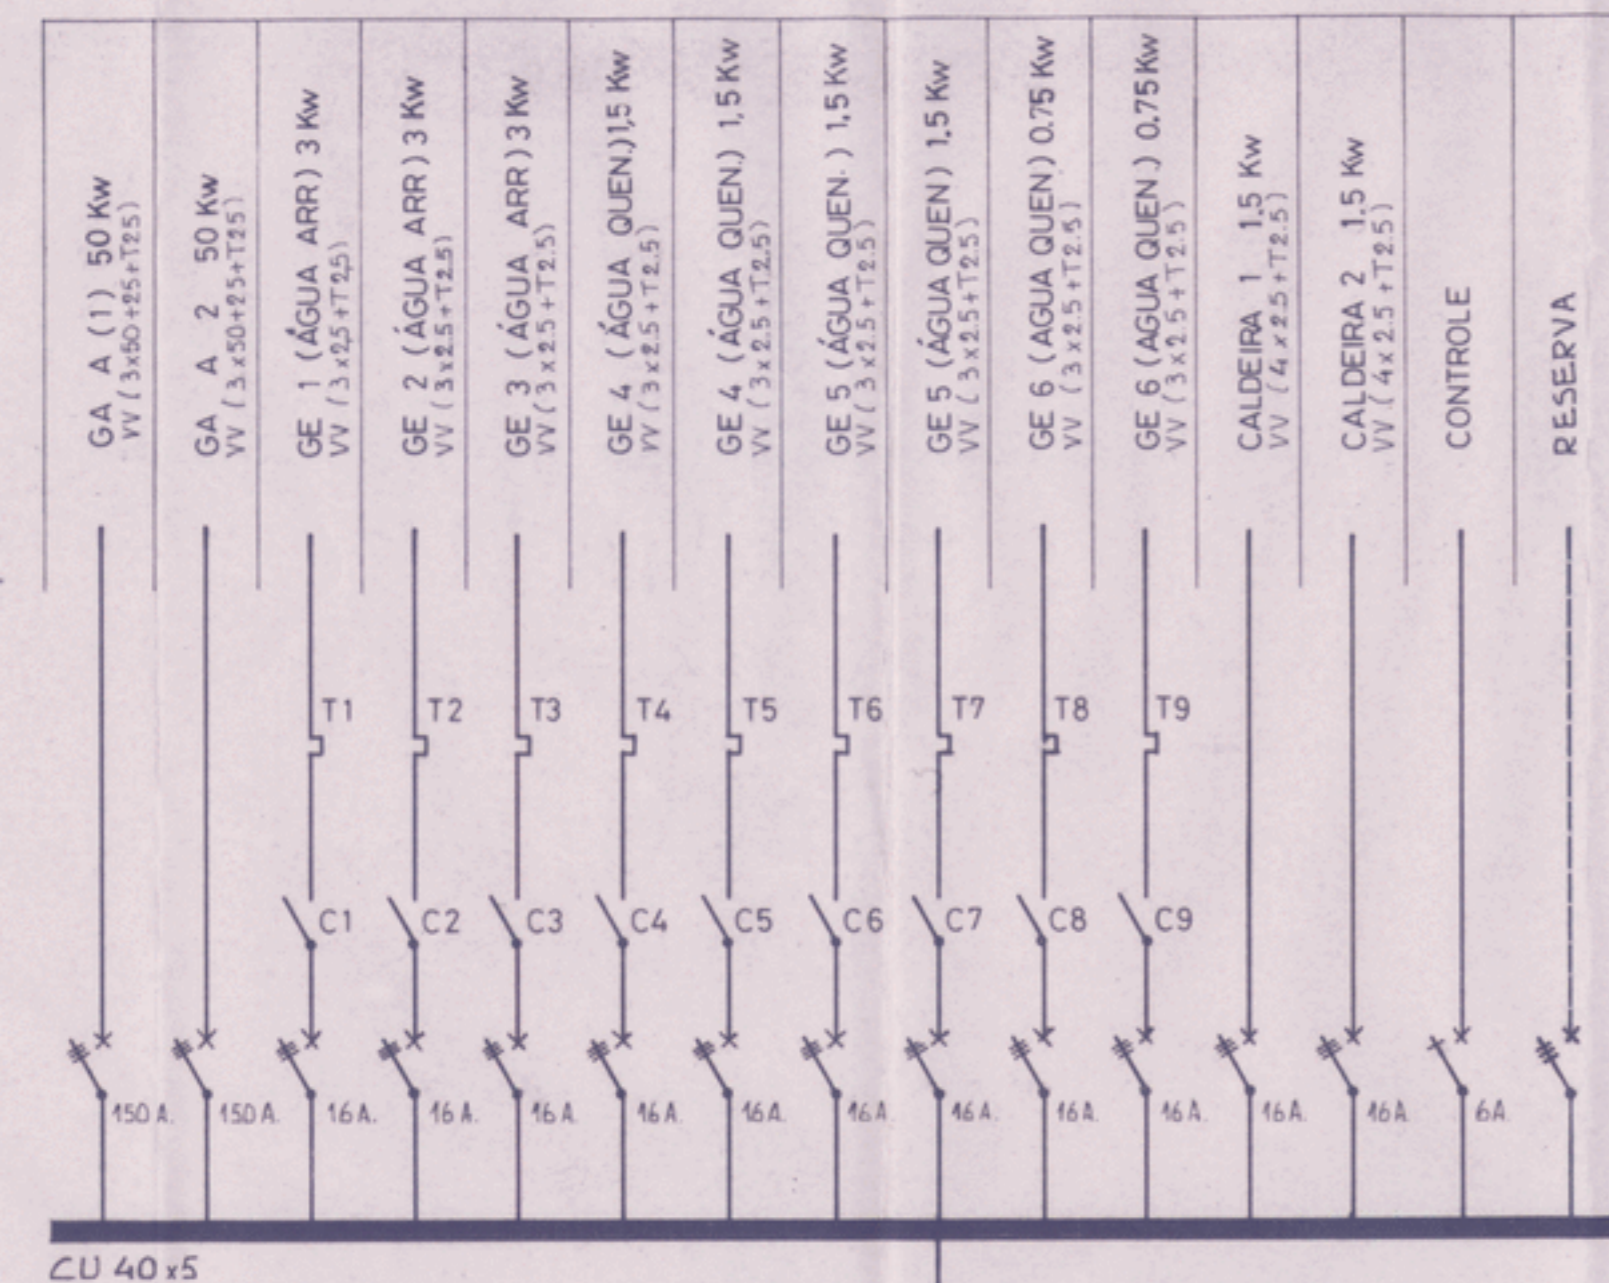 GA A (1) 50 Kw
VV (3x50+25+T25)
GA A 2 50 Kw
VV (3x50+25+T25)
GE 1 (ÁGUA ARR) 3 Kw
VV (3x2,5+T2,5)
GE 2 (ÁGUA ARR) 3 Kw
VV (3x2.5+T2.5)
GE 3 (ÁGUA ARR) 3 Kw
VV (3x2.5+T2.5)
GE 4 (ÁGUA QUEN.) 1,5 Kw
VV (3x2.5+T2.5)
GE 4 (ÁGUA QUEN.) 1,5 Kw
VV (3x2.5+T2.5)
GE 5 (ÁGUA QUEN.) 1,5 Kw
VV (3x2.5+T2.5)
GE 5 (ÁGUA QUEN) 1,5 Kw
VV (3x2.5+T2.5)
GE 6 (AGUA QUEN) 0.75 Kw
VV (3x2.5+T2.5)
GE 6 (AGUA QUEN.) 0.75 Kw
VV (3x2.5+T2.5)
CALDEIRA 1 1.5 Kw
VV (4x2.5+T2.5)
CALDEIRA 2 1.5 Kw
VV (4x2.5+T2.5)
CONTROLE
RESERVA
T1 T2 T3 T4 T5 T6 T7 T8 T9
C1 C2 C3 C4 C5 C6 C7 C8 C9
150 A. 150 A. 16 A. 16 A. 16 A. 16 A. 16 A. 16 A 16 A. 16 A. 16 A. 16 A. 16 A. 6 A.
CU 40x5